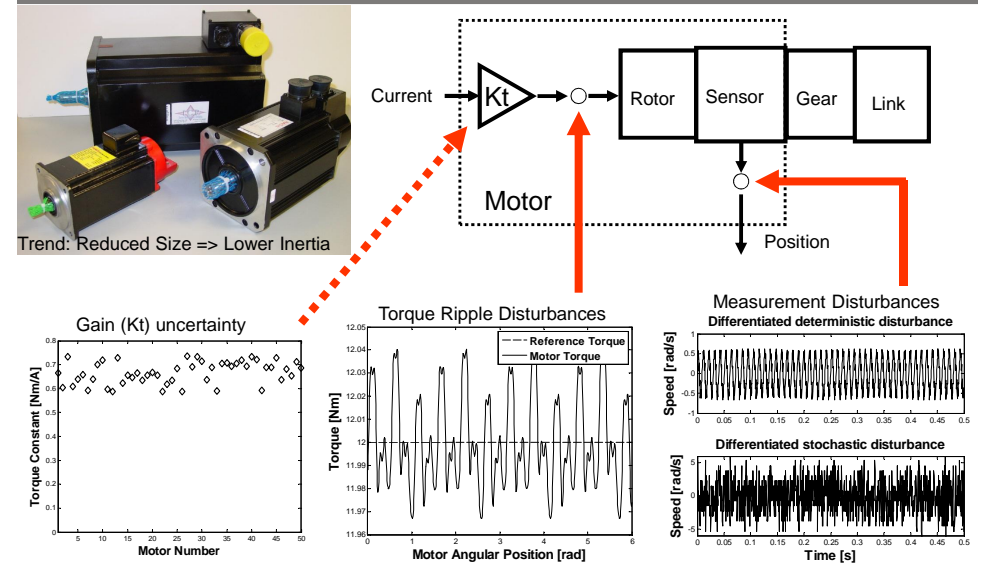 Trend: Reduced Size => Lower Inertia
Current
Kt
Rotor
Sensor
Gear
Link
Motor
Position
Gain (Kt) uncertainty
0.8
0.7
0.6
0.5
0.4
0.3
0.2
0.1
0
5 10 15 20 25 30 35 40 45 50
Torque Constant [Nm/A]
Motor Number
Torque Ripple Disturbances
Reference Torque
Motor Torque
12.05
12.04
12.03
12.02
12.01
12
11.99
11.98
11.97
11.96
0 1 2 3 4 5 6
Torque [Nm]
Motor Angular Position [rad]
Measurement Disturbances
Differentiated deterministic disturbance
1
0.5
0
-0.5
-1
0 0.05 0.1 0.15 0.2 0.25 0.3 0.35 0.4 0.45 0.5
Speed [rad/s]
Differentiated stochastic disturbance
5
0
-5
0 0.05 0.1 0.15 0.2 0.25 0.3 0.35 0.4 0.45 0.5
Speed [rad/s]
Time [s]